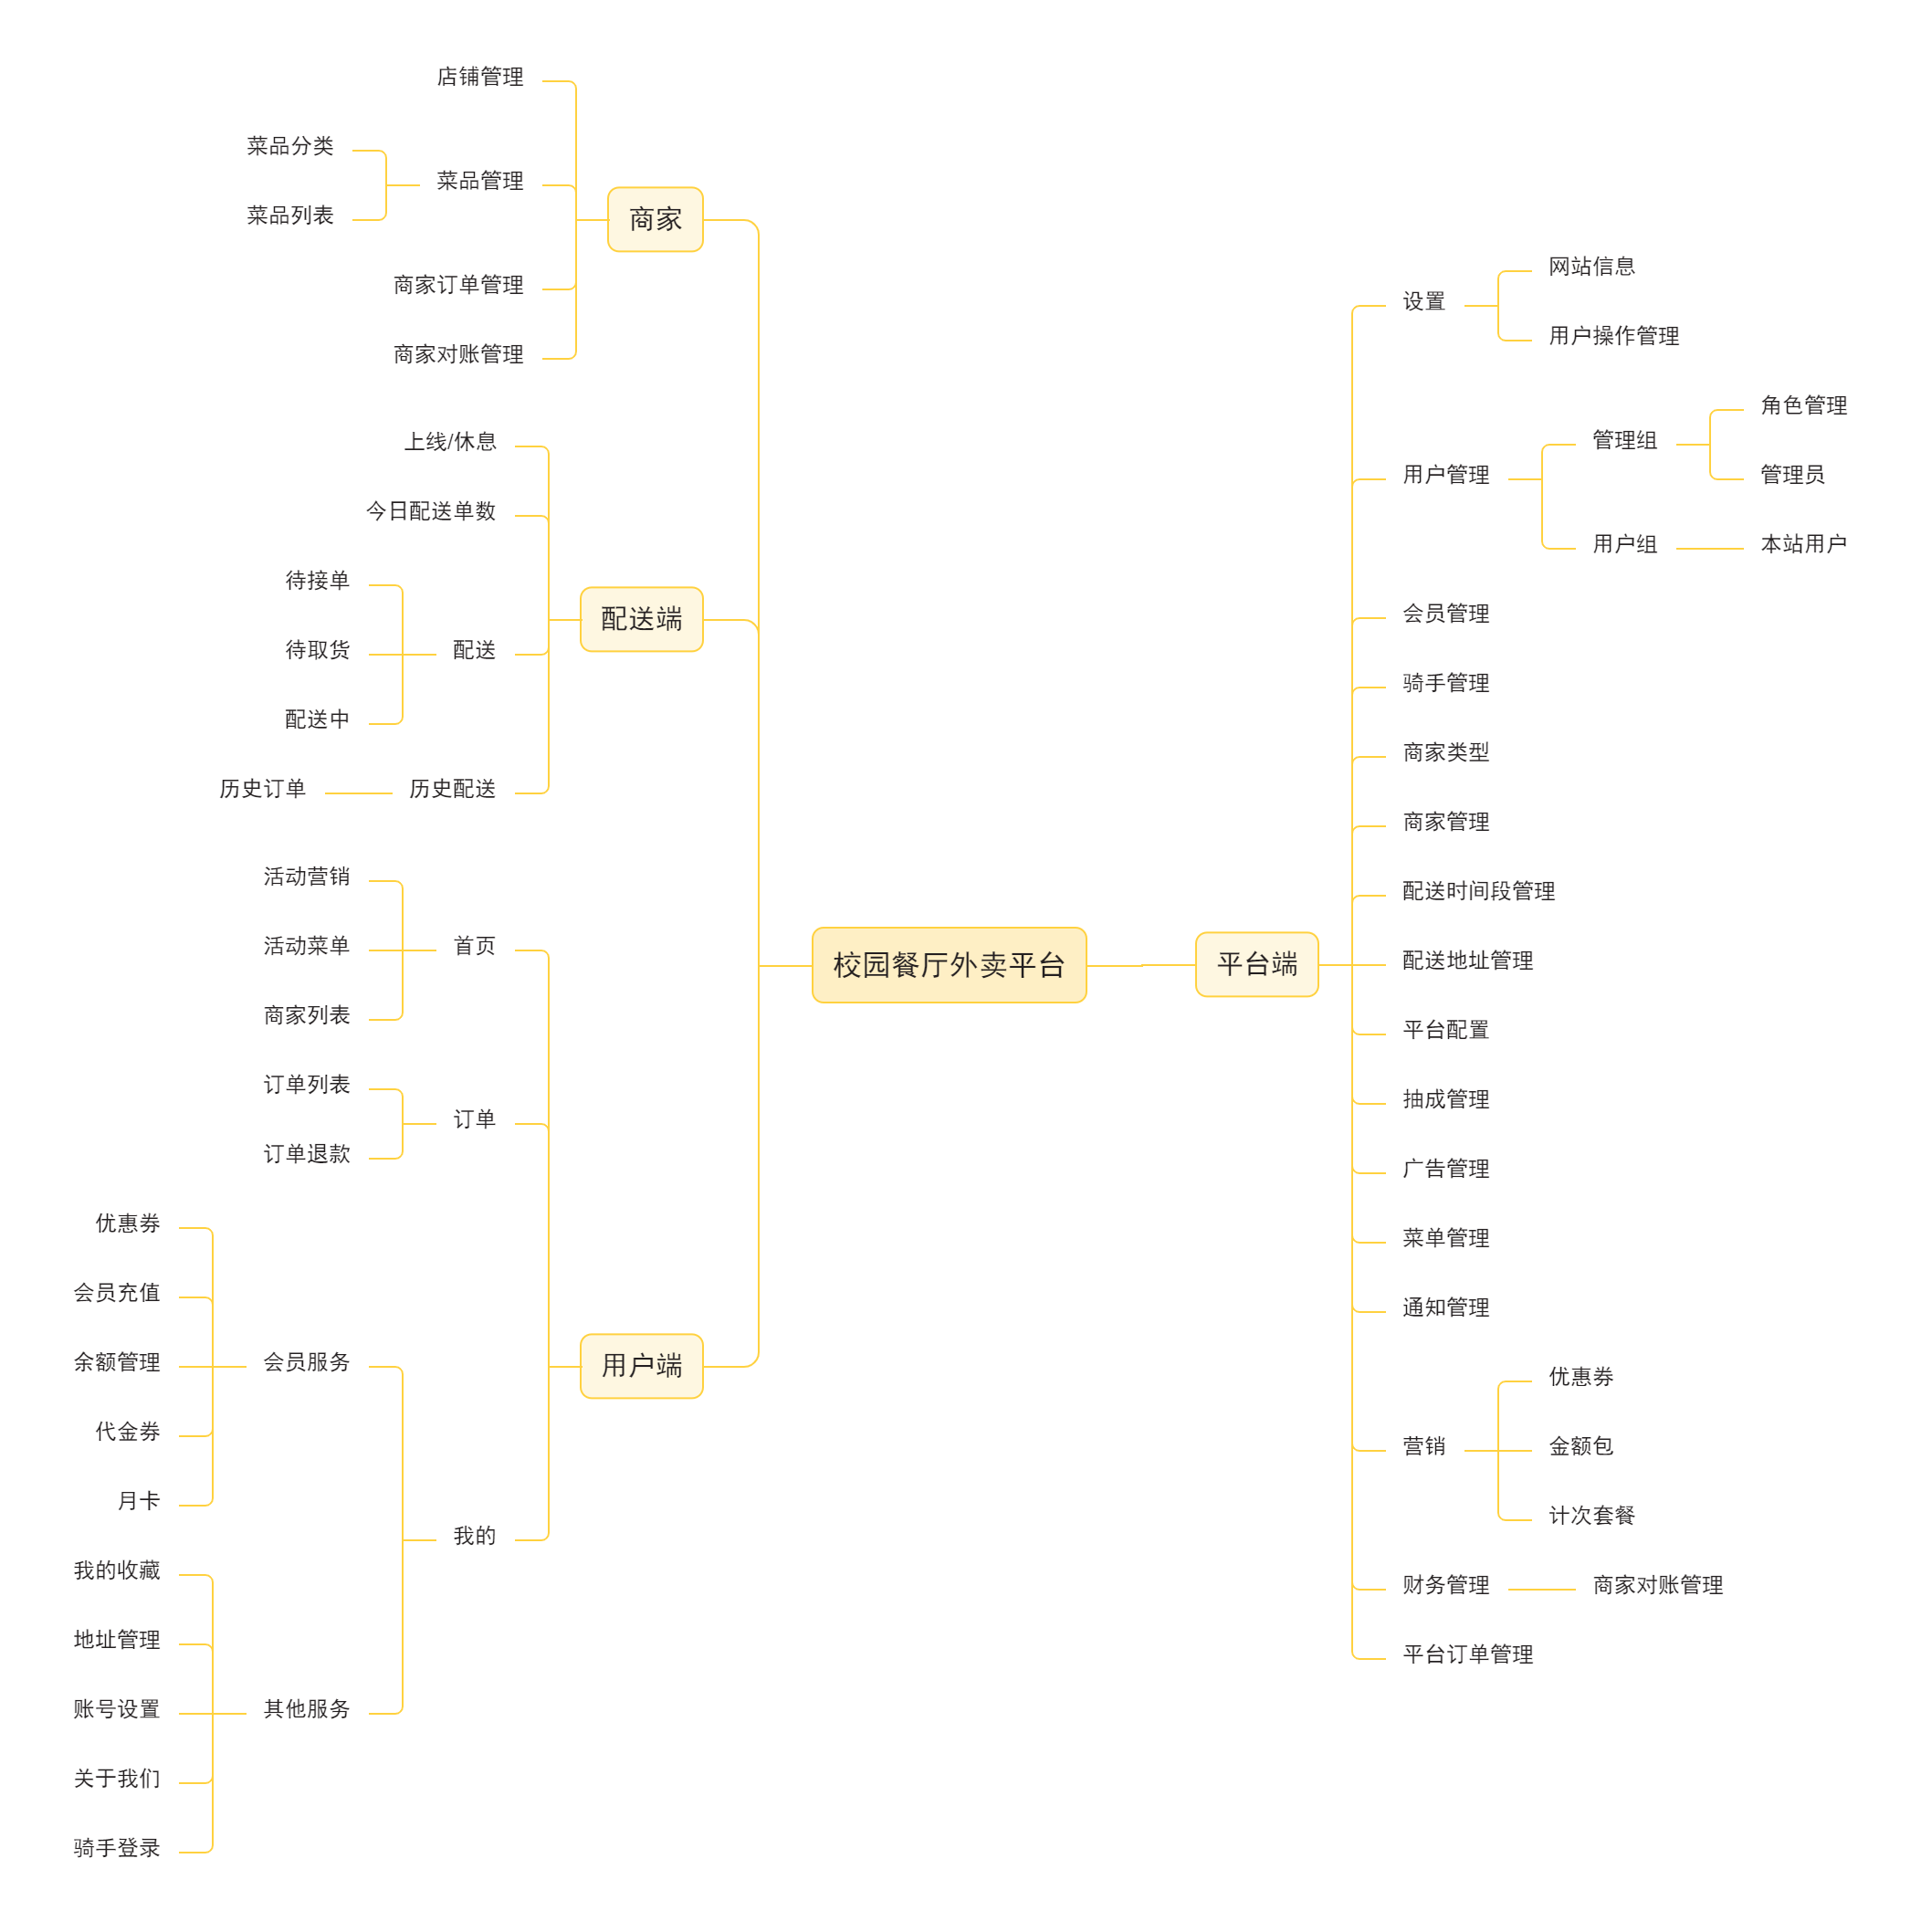 校园餐厅外卖平台
商家
店铺管理
菜品管理
菜品分类
菜品列表
商家订单管理
商家对账管理
配送端
上线/休息
今日配送单数
配送
待接单
待取货
配送中
历史配送
历史订单
用户端
首页
活动营销
活动菜单
商家列表
订单
订单列表
订单退款
我的
会员服务
优惠券
会员充值
余额管理
代金券
月卡
其他服务
我的收藏
地址管理
账号设置
关于我们
骑手登录
平台端
设置
网站信息
用户操作管理
用户管理
管理组
角色管理
管理员
用户组
本站用户
会员管理
骑手管理
商家类型
商家管理
配送时间段管理
配送地址管理
平台配置
抽成管理
广告管理
菜单管理
通知管理
营销
优惠券
金额包
计次套餐
财务管理
商家对账管理
平台订单管理